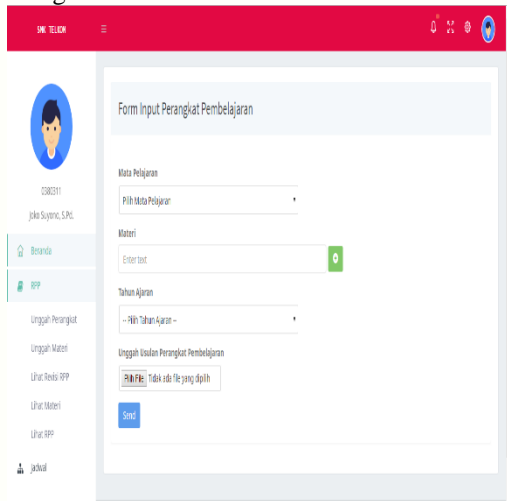 SMK TELKOM
0380311
Joko Suyono, S.Pd.
Beranda
RPP
Unggah Perangkat
Unggah Materi
Lihat Revisi RPP
Lihat Materi
Lihat RPP
Jadwal
Form Input Perangkat Pembelajaran
Mata Pelajaran
Pilih Mata Pelajaran
Materi
Enter text
Tahun Ajaran
-- Pilih Tahun Ajaran --
Unggah Usulan Perangkat Pembelajaran
Pilih File Tidak ada file yang dipilih
Send